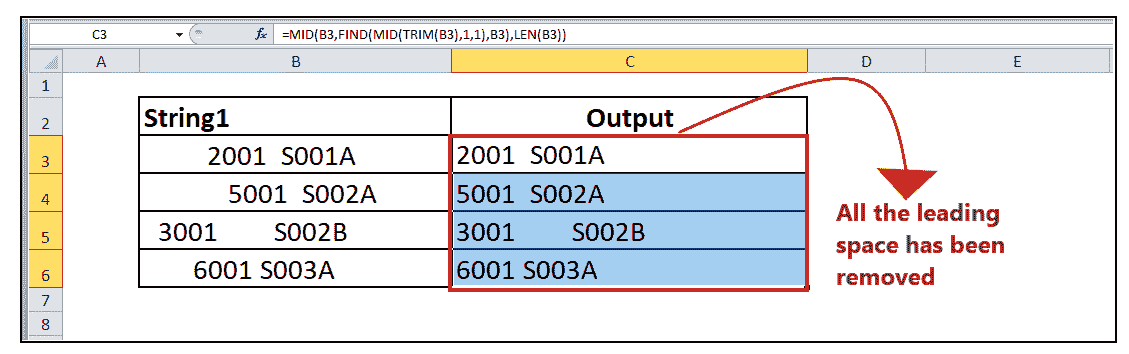 C3 fx =MID(B3,FIND(MID(TRIM(B3),1,1),B3),LEN(B3))
A B C D E
1
2 String1 Output
3 2001  S001A 2001  S001A
4 5001  S002A 5001  S002A
5 3001        S002B 3001        S002B
6 6001 S003A 6001 S003A
7
8
All the leading
space has been
removed